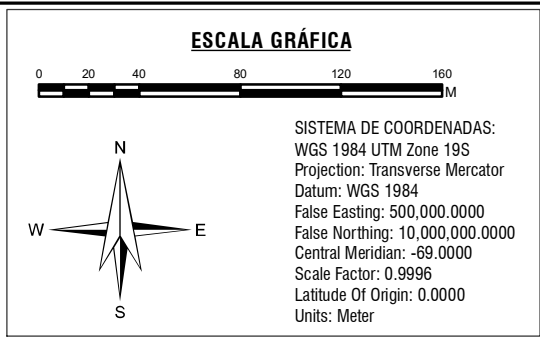 ESCALA GRÁFICA
0 20 40 80 120 160
M
SISTEMA DE COORDENADAS:
WGS 1984 UTM Zone 19S
Projection: Transverse Mercator
Datum: WGS 1984
False Easting: 500,000.0000
False Northing: 10,000,000.0000
Central Meridian: -69.0000
Scale Factor: 0.9996
Latitude Of Origin: 0.0000
Units: Meter
N
W E
S